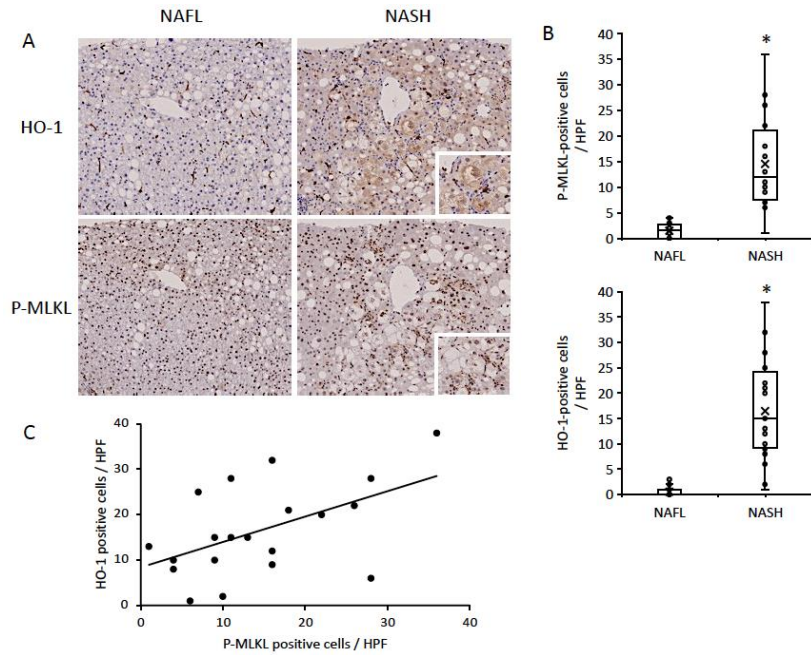 NAFL NASH
A
HO-1
P-MLKL
B
P-MLKL-positive cells
/ HPF
40
35
30
25
20
15
10
5
0
*
NAFL NASH
HO-1-positive cells
/ HPF
40
35
30
25
20
15
10
5
0
*
NAFL NASH
C
HO-1 positive cells / HPF
40
30
20
10
0
0 10 20 30 40
P-MLKL positive cells / HPF